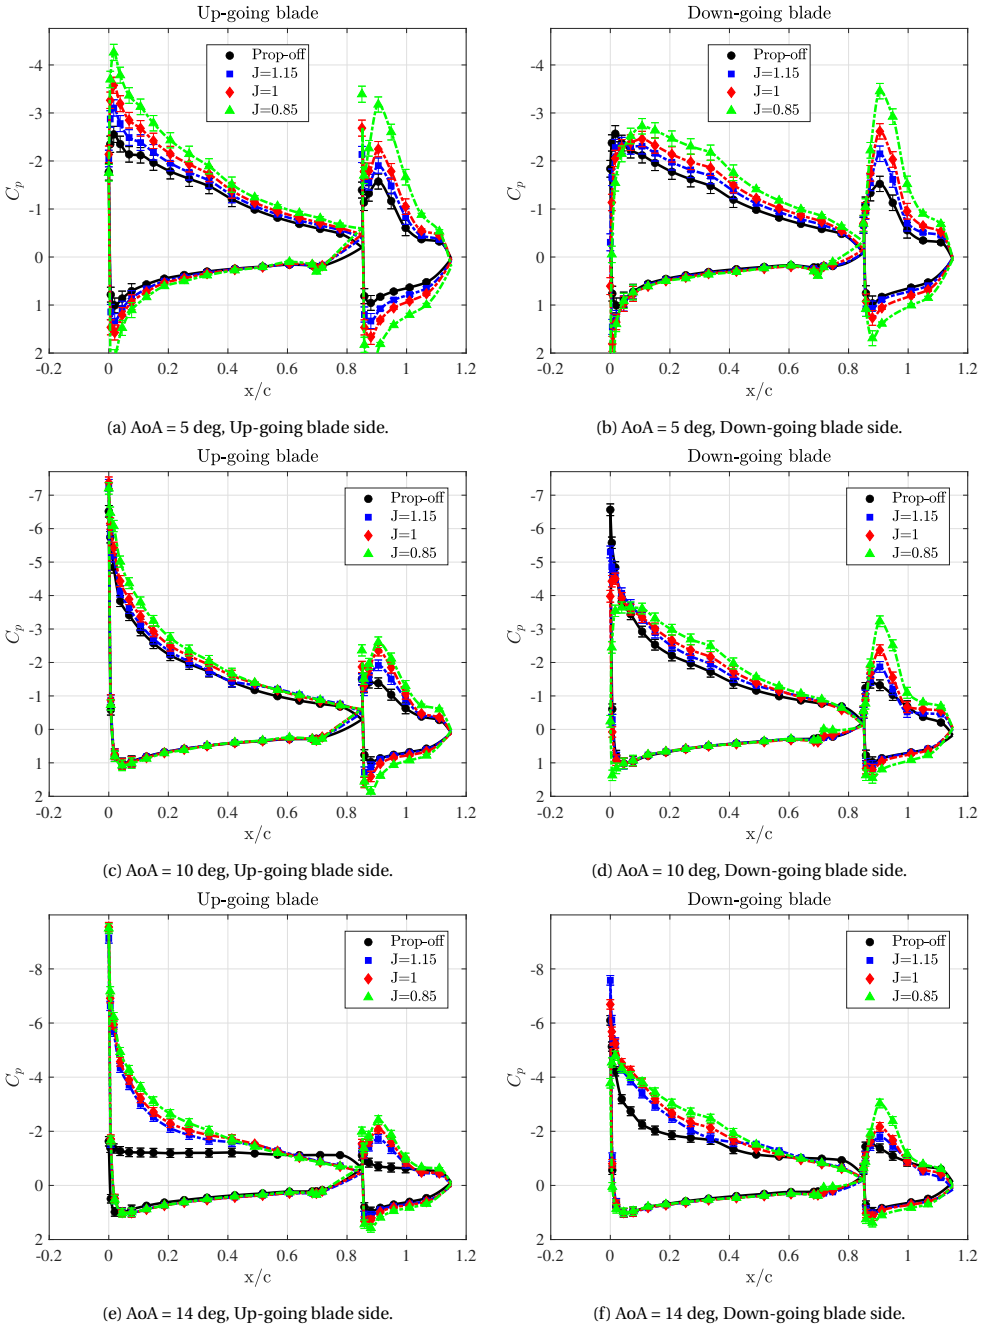 Up-going blade
-4
-3
-2
-1
0
1
2
-0.2
0
0.2
0.4
0.6
0.8
1
1.2
x/c
C_p
Prop-off
J=1.15
J=1
J=0.85
(a) AoA = 5 deg, Up-going blade side.
Down-going blade
-4
-3
-2
-1
0
1
2
-0.2
0
0.2
0.4
0.6
0.8
1
1.2
x/c
C_p
Prop-off
J=1.15
J=1
J=0.85
(b) AoA = 5 deg, Down-going blade side.
Up-going blade
-7
-6
-5
-4
-3
-2
-1
0
1
2
-0.2
0
0.2
0.4
0.6
0.8
1
1.2
x/c
C_p
Prop-off
J=1.15
J=1
J=0.85
(c) AoA = 10 deg, Up-going blade side.
Down-going blade
-7
-6
-5
-4
-3
-2
-1
0
1
2
-0.2
0
0.2
0.4
0.6
0.8
1
1.2
x/c
C_p
Prop-off
J=1.15
J=1
J=0.85
(d) AoA = 10 deg, Down-going blade side.
Up-going blade
-8
-6
-4
-2
0
2
-0.2
0
0.2
0.4
0.6
0.8
1
1.2
x/c
C_p
Prop-off
J=1.15
J=1
J=0.85
(e) AoA = 14 deg, Up-going blade side.
Down-going blade
-8
-6
-4
-2
0
2
-0.2
0
0.2
0.4
0.6
0.8
1
1.2
x/c
C_p
Prop-off
J=1.15
J=1
J=0.85
(f) AoA = 14 deg, Down-going blade side.